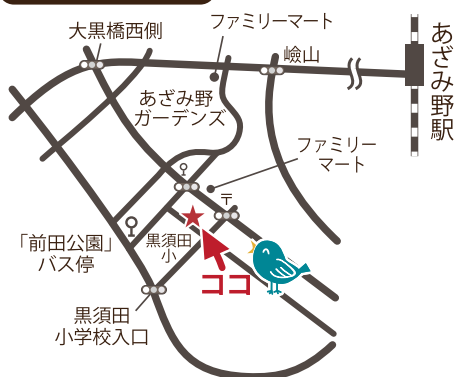 大黒橋西側
ファミリーマート
嶮山
あざみ野駅
あざみ野
ガーデンズ
ファミリー
マート
〒
「前田公園」
バス停
黒須田
小
ココ
黒須田
小学校入口